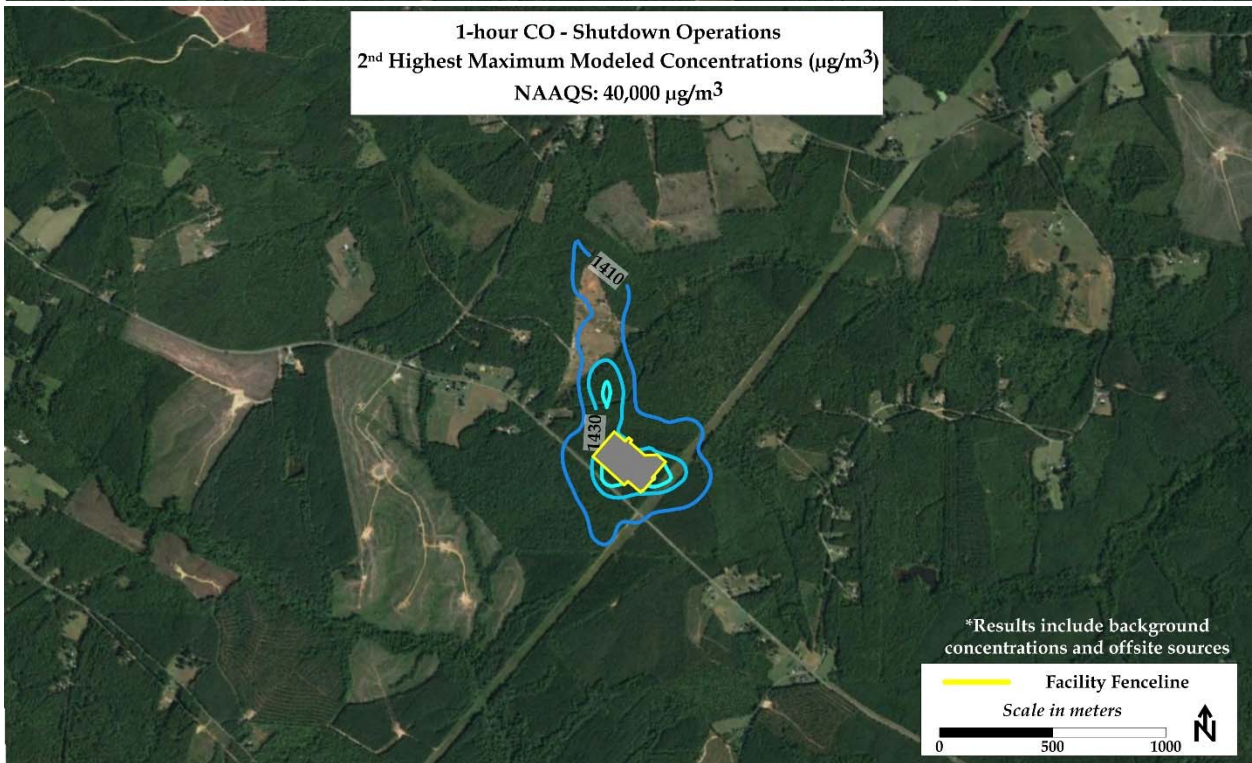 1-hour CO - Shutdown Operations
2nd Highest Maximum Modeled Concentrations (µg/m3)
NAAQS: 40,000 µg/m3
1410
1430
*Results include background
concentrations and offsite sources
Facility Fenceline
Scale in meters
N
0 500 1000